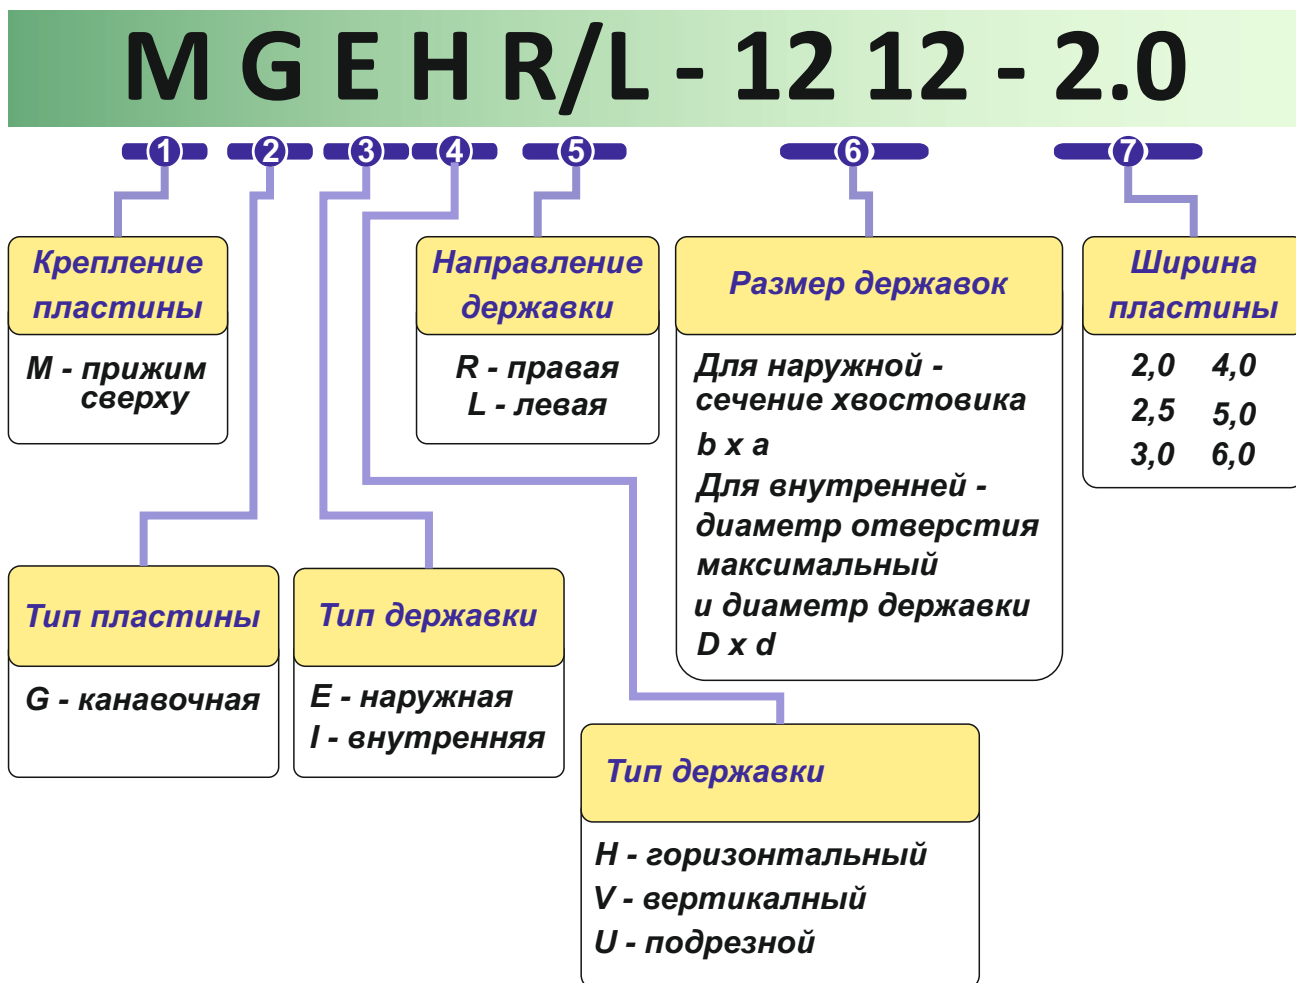 M G E H R/L - 12 12 - 2.0
1 2 3 4 5 6 7
Крепление
пластины
М - прижим
сверху
Направление
державки
R - правая
L - левая
Размер державок
Для наружной -
сечение хвостовика
b x a
Для внутренней -
диаметр отверстия
максимальный
и диаметр державки
D x d
Ширина
пластины
2,0 4,0
2,5 5,0
3,0 6,0
Тип пластины
G - канавочная
Тип державки
E - наружная
I - внутренняя
Тип державки
H - горизонтальный
V - вертикалный
U - подрезной